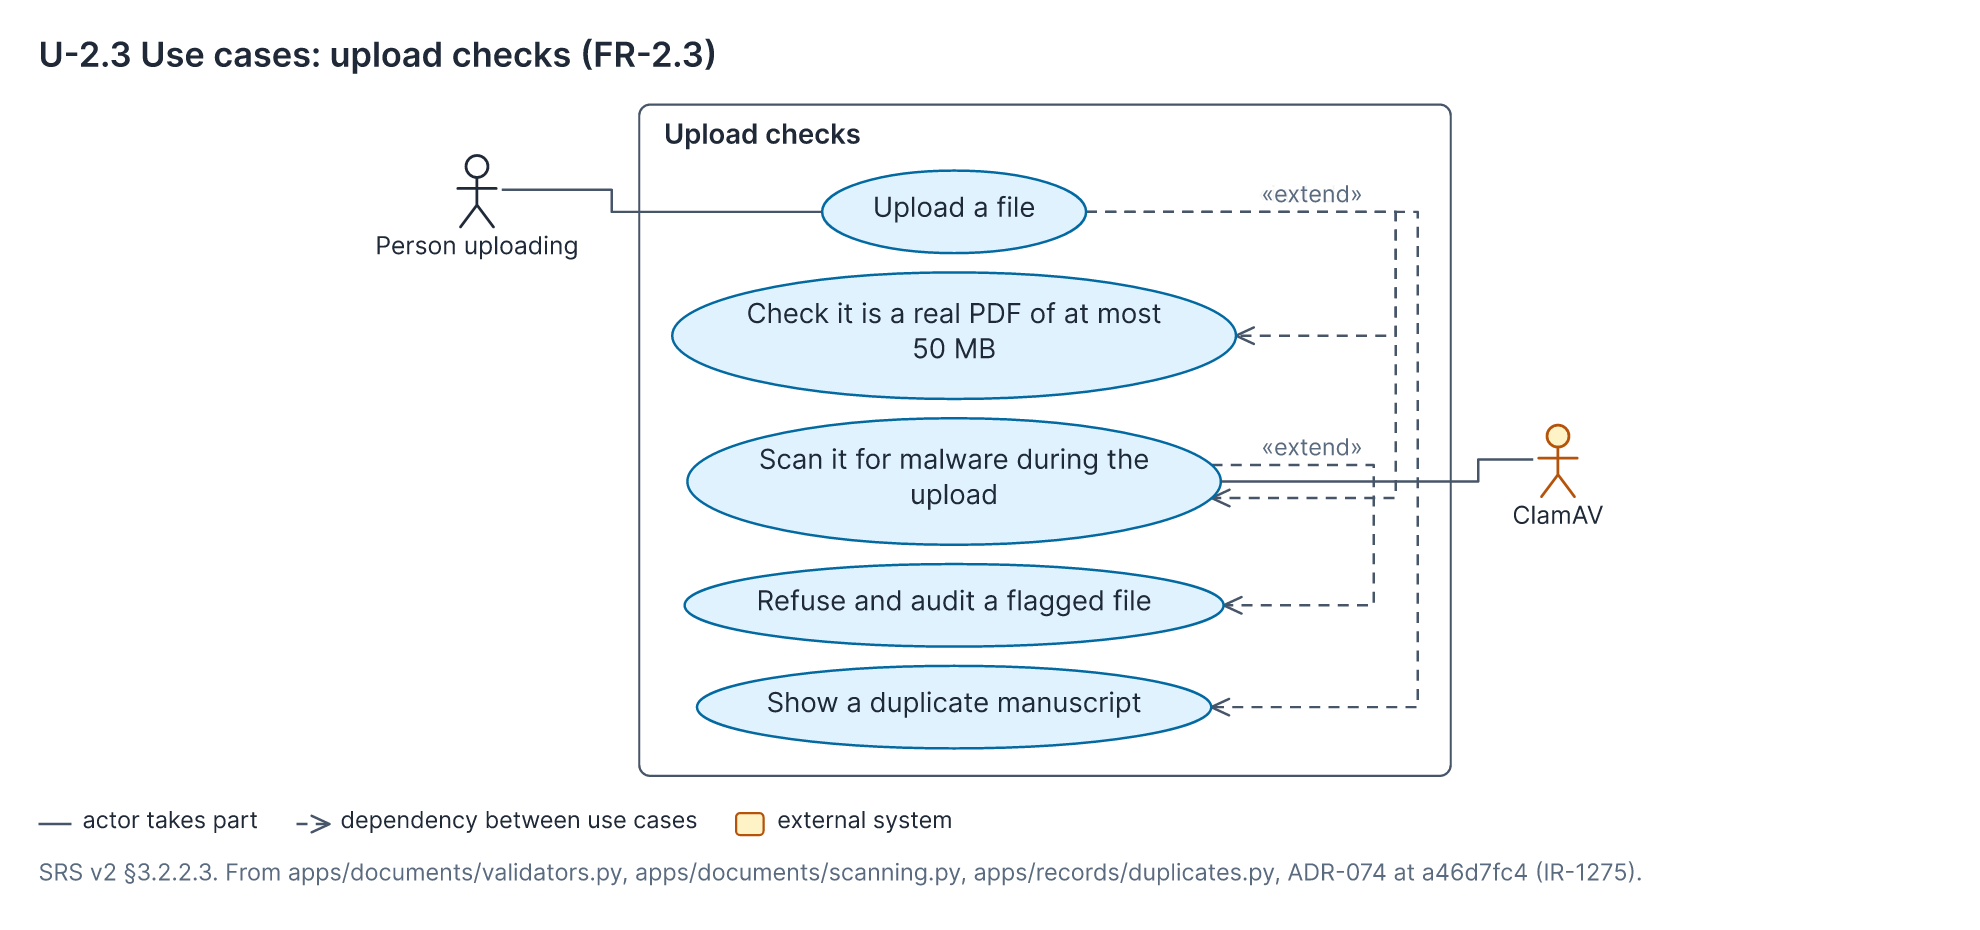 U-2.3 Use cases: upload checks (FR-2.3)
Upload checks
Person uploading
Upload a file
«extend»
Check it is a real PDF of at most
50 MB
Scan it for malware during the
upload
«extend»
ClamAV
Refuse and audit a flagged file
Show a duplicate manuscript
actor takes part
dependency between use cases
external system
SRS v2 §3.2.2.3. From apps/documents/validators.py, apps/documents/scanning.py, apps/records/duplicates.py, ADR-074 at a46d7fc4 (IR-1275).